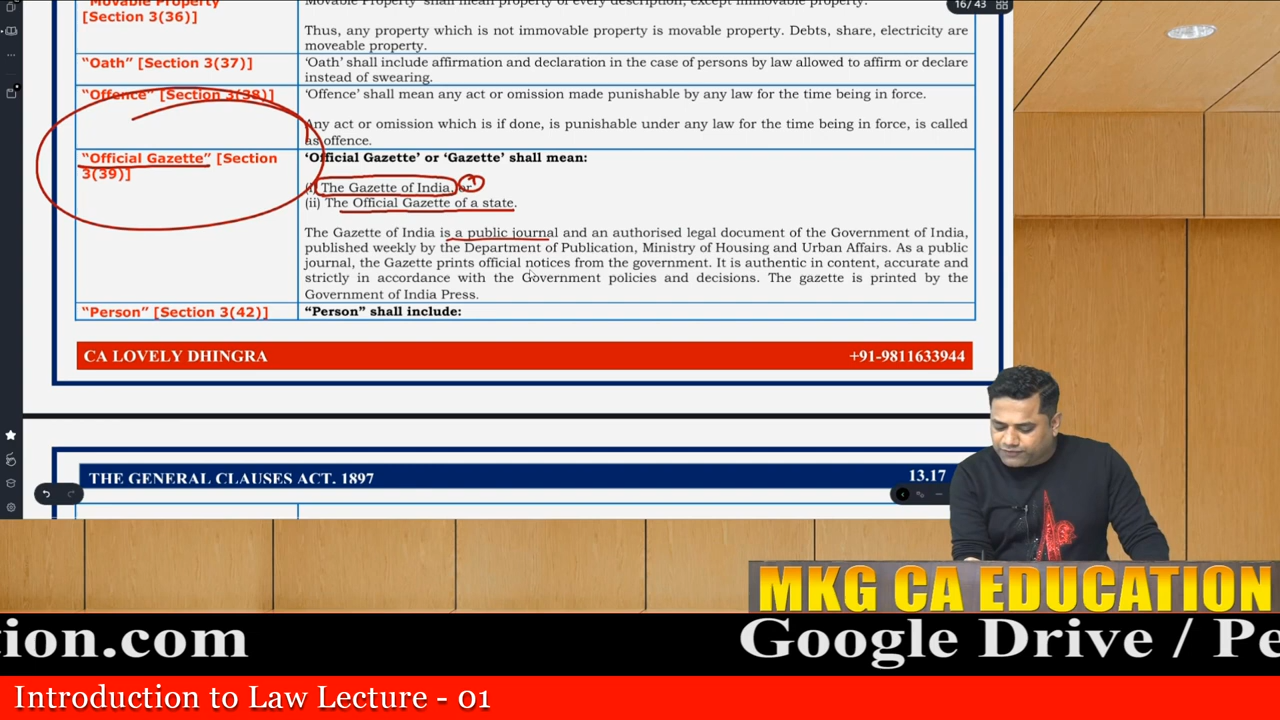 "Movable Property"
[Section 3(36)]
'Movable Property' shall mean property of every description, except immovable property.
16/43
Thus, any property which is not immovable property is movable property. Debts, share, electricity are
moveable property.
"Oath" [Section 3(37)]
'Oath' shall include affirmation and declaration in the case of persons by law allowed to affirm or declare
instead of swearing.
"Offence" [Section 3(38)]
'Offence' shall mean any act or omission made punishable by any law for the time being in force.
Any act or omission which is if done, is punishable under any law for the time being in force, is called
as offence.
"Official Gazette" [Section
3(39)]
'Official Gazette' or 'Gazette' shall mean:
(i) The Gazette of India, or
(ii) The Official Gazette of a state.
The Gazette of India is a public journal and an authorised legal document of the Government of India,
published weekly by the Department of Publication, Ministry of Housing and Urban Affairs. As a public
journal, the Gazette prints official notices from the government. It is authentic in content, accurate and
strictly in accordance with the Government policies and decisions. The gazette is printed by the
Government of India Press.
"Person" [Section 3(42)]
"Person" shall include:
CA LOVELY DHINGRA
+91-9811633944
THE GENERAL CLAUSES ACT, 1897
13.17
MKG CA EDUCATION
tion.com
Google Drive / Pe
Introduction to Law Lecture - 01